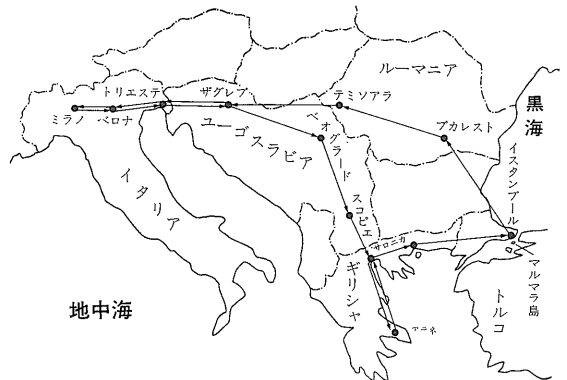 ルーマニア
黒海
トリエステ
ザグレブ
テミソアラ
ミラノ
ベロナ
ユーゴスラビア
ベオグラード
ブカレスト
イスタンブール
イタリア
スコピエ
サロニカ
ギリシャ
マルマラ島
トルコ
地中海
アテネ